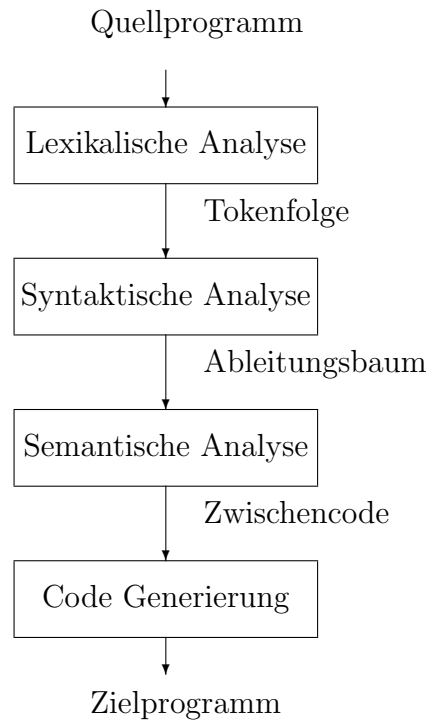 Quellprogramm
Lexikalische Analyse
Tokenfolge
Syntaktische Analyse
Ableitungsbaum
Semantische Analyse
Zwischencode
Code Generierung
Zielprogramm